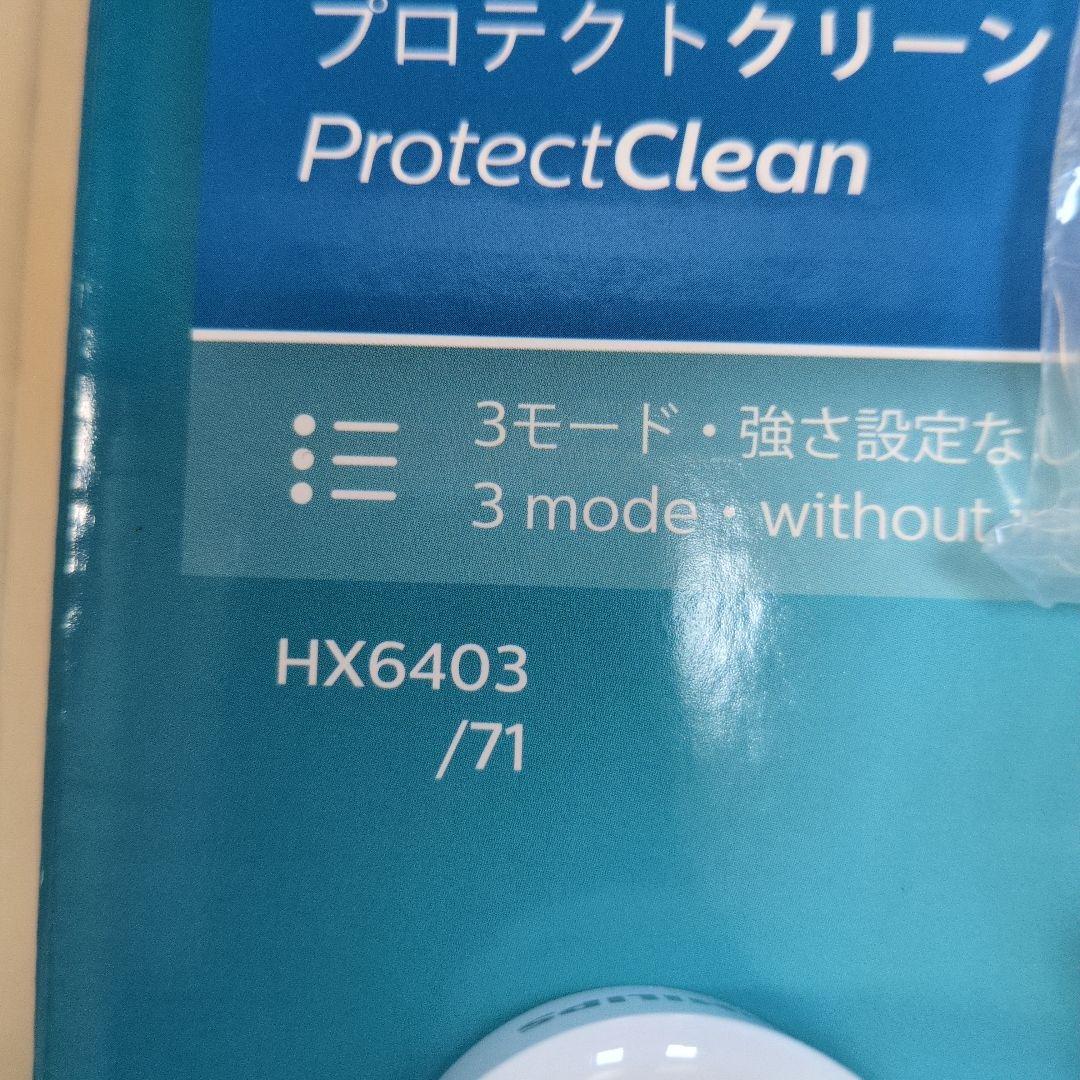 プロテクトクリーン
ProtectClean
3モード・強さ設定な
3 mode・without
HX6403
/71